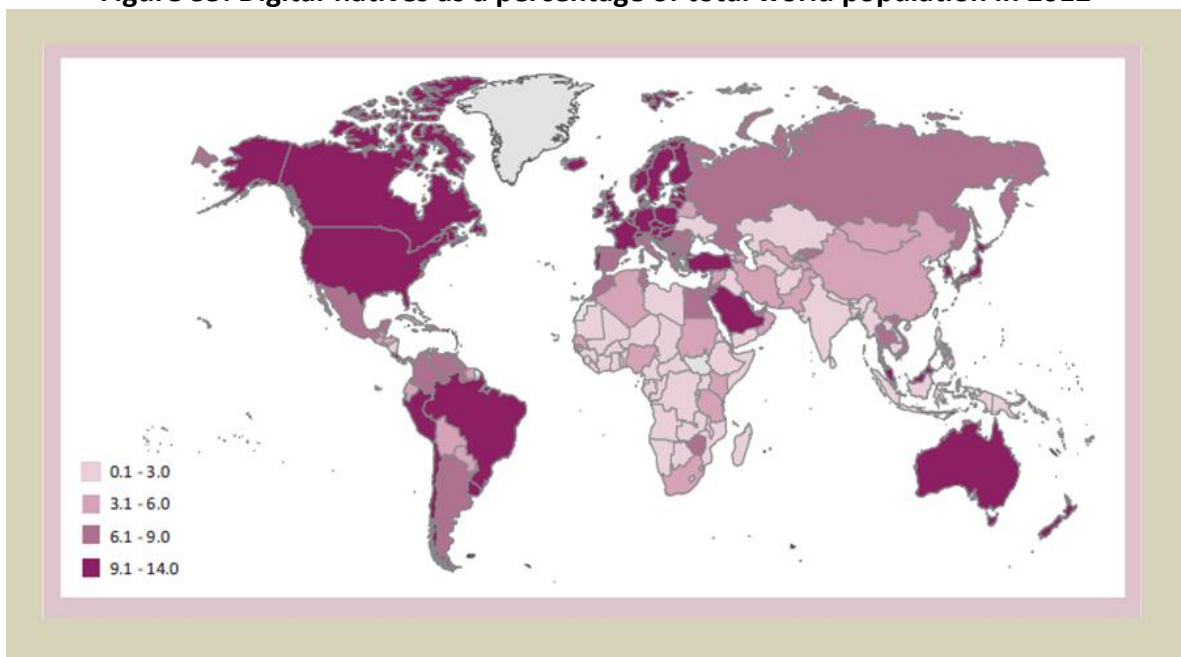 Figure Digital natives as a percentage of total world population in 2012
0.1 - 3.0
3.1 - 6.0
6.1 - 9.0
9.1 - 14.0